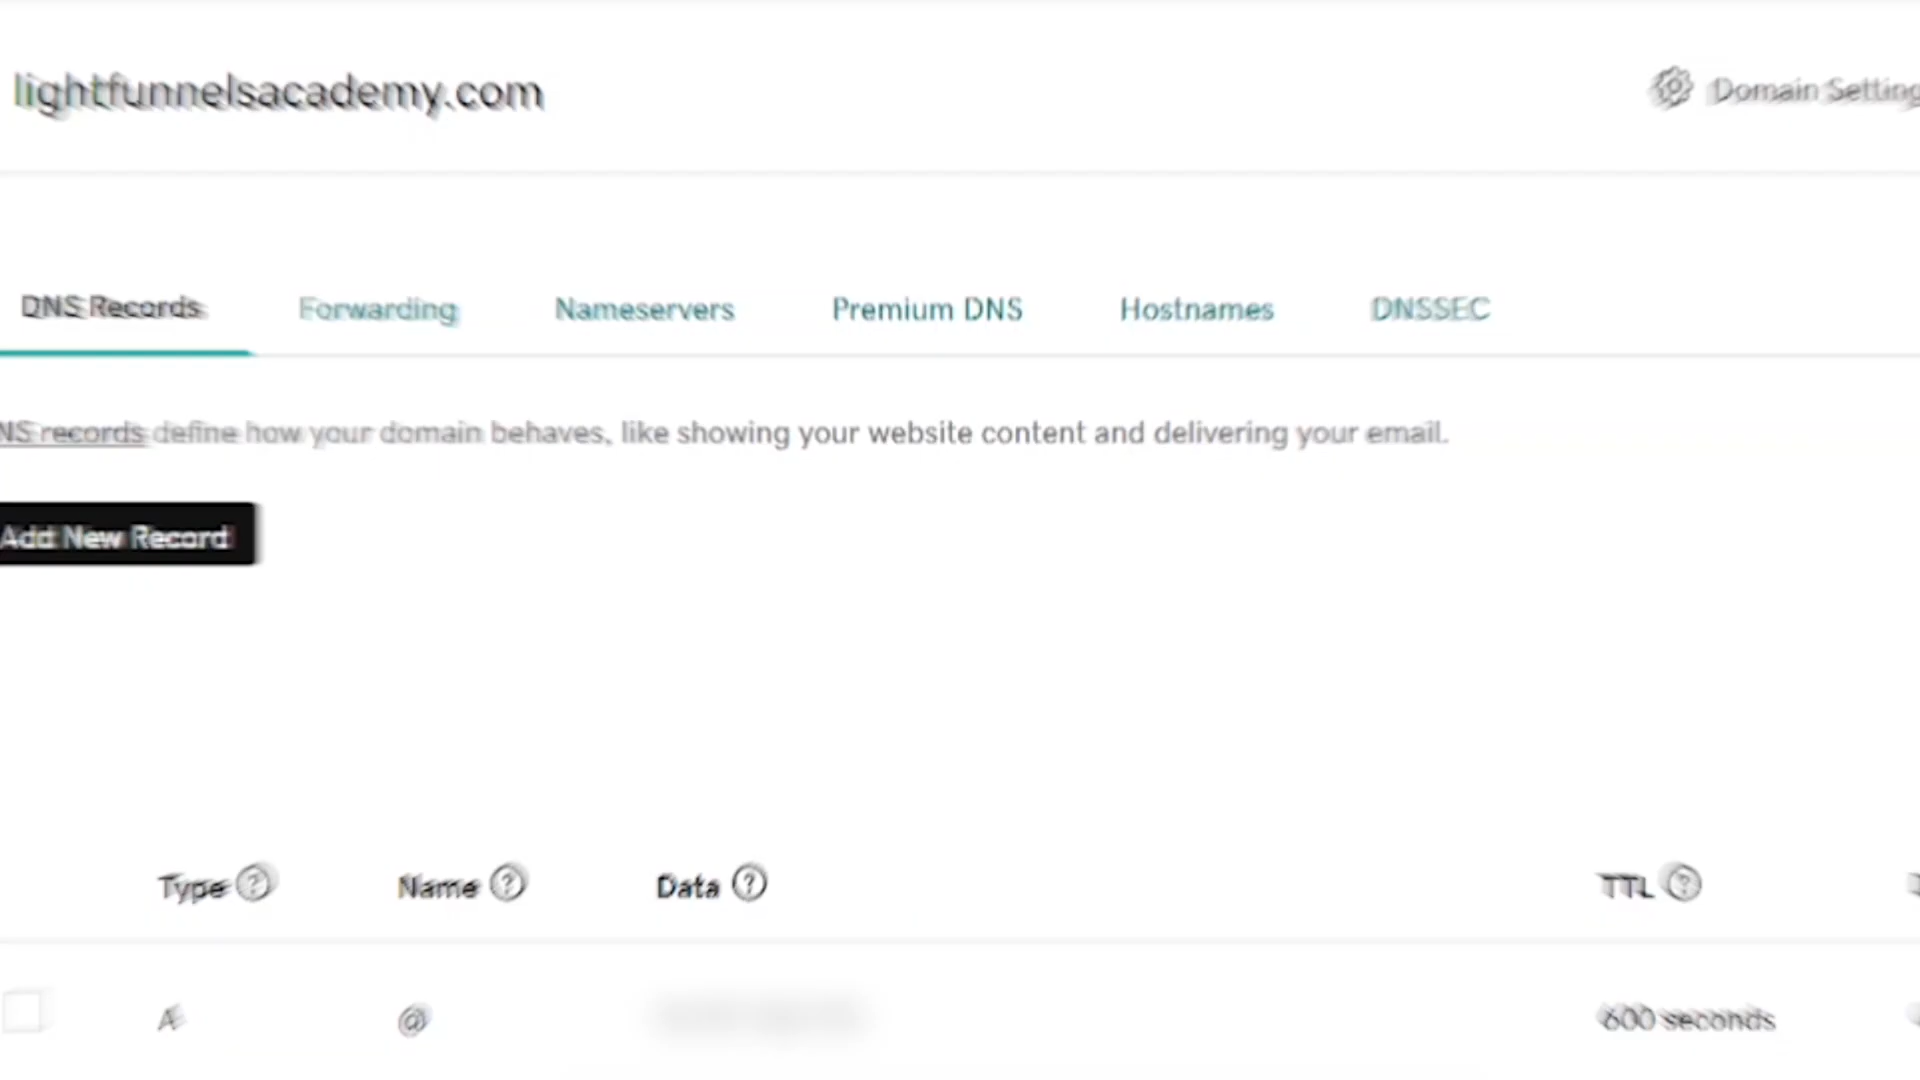 lightfunnelsacademy.com
Domain Setting
DNS Records Forwarding Nameservers Premium DNS Hostnames DNSSEC
NS records define how your domain behaves, like showing your website content and delivering your email.
Add New Record
Type ? Name ? Data ? TTL ?
A @ 600 seconds